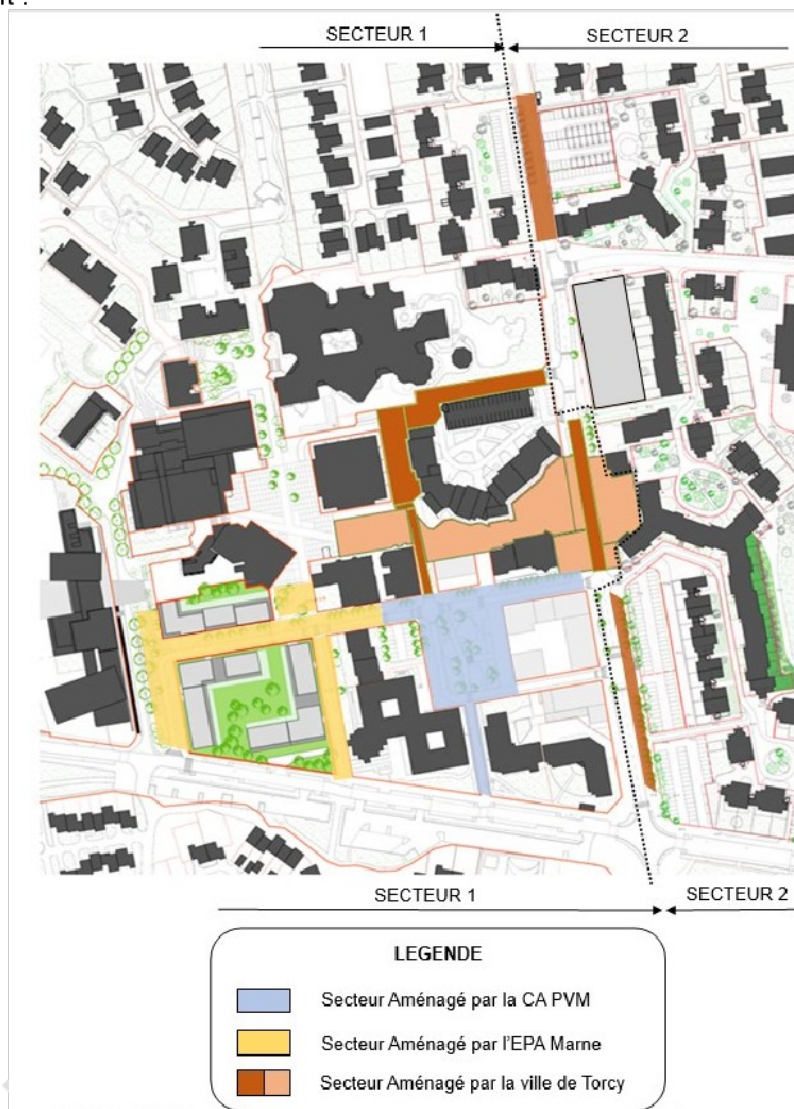 SECTEUR 1 SECTEUR 2
SECTEUR 1 SECTEUR 2
LEGENDE
Secteur Aménagé par la CA PVM
Secteur Aménagé par l'EPA Marne
Secteur Aménagé par la ville de Torcy